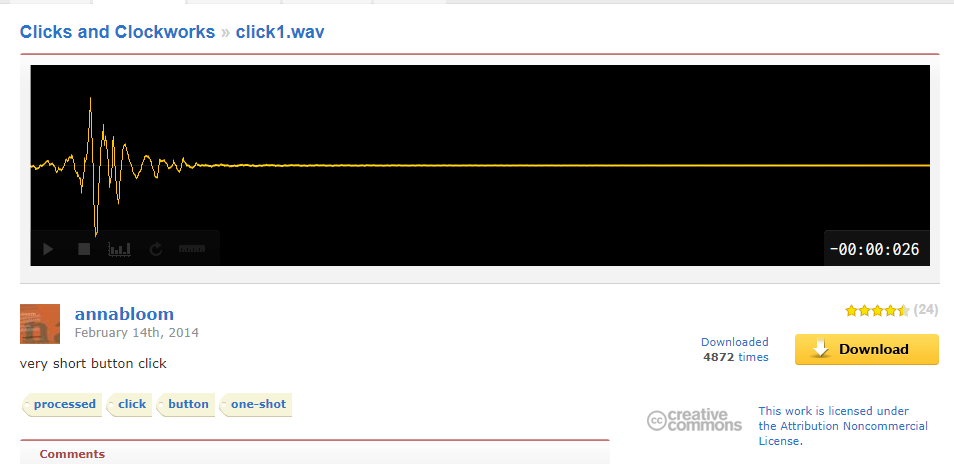 Clicks and Clockworks » click1.wav
-00:00:026
annabloom
February 14th, 2014
(24)
Downloaded
4872 times
Download
very short button click
processed click button one-shot
cc creative commons
This work is licensed under
the Attribution Noncommercial
License.
Comments